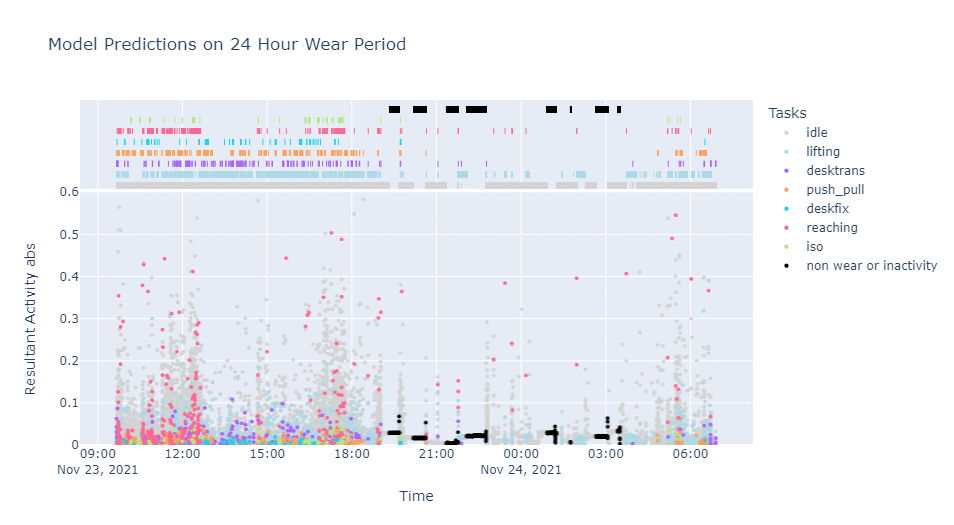 Model Predictions on 24 Hour Wear Period
Tasks
idle
lifting
desktrans
push_pull
deskfix
reaching
iso
non wear or inactivity
Resultant Activity abs
0.6
0.5
0.4
0.3
0.2
0.1
0
09:00 12:00 15:00 18:00 21:00 00:00 03:00 06:00
Nov 23, 2021 Nov 24, 2021
Time